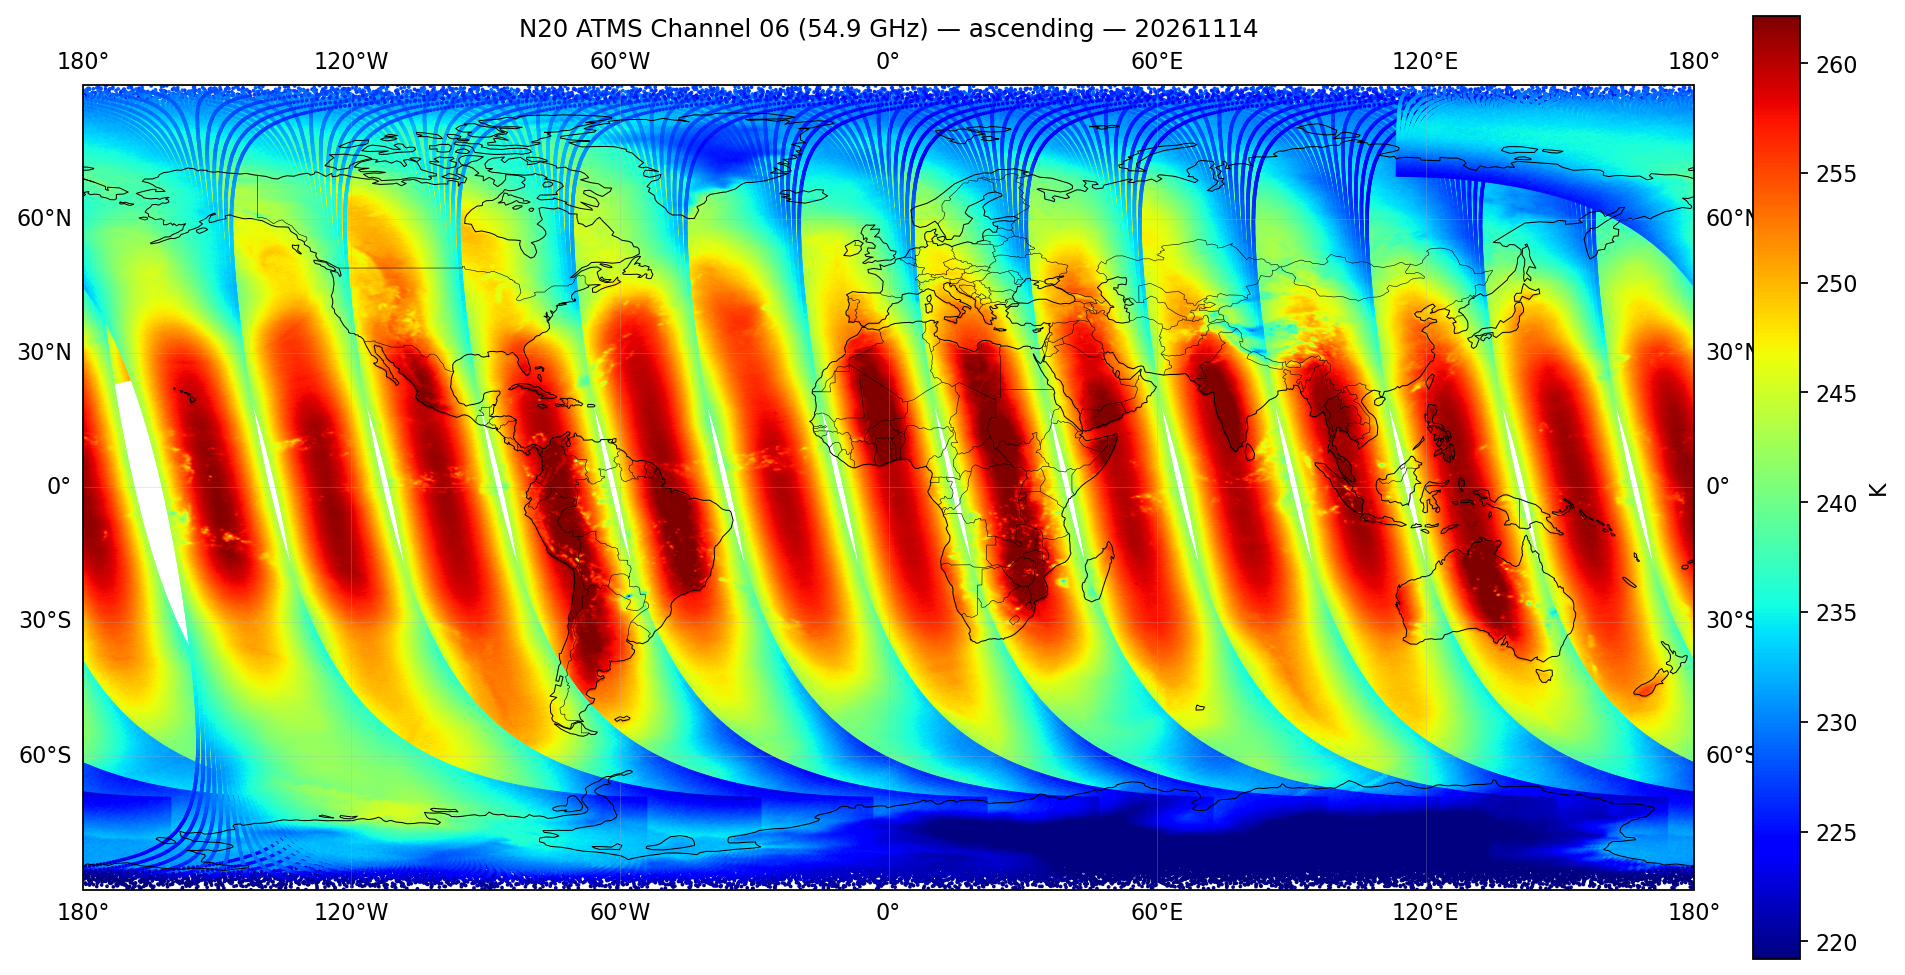 N20 ATMS Channel 06 (54.9 GHz) — ascending — 20261114
180° 120°W 60°W 0° 60°E 120°E 180°
60°N 60°N
30°N 30°N
0° 0°
30°S 30°S
60°S 60°S
180° 120°W 60°W 0° 60°E 120°E 180°
260
255
250
245
240
235
230
225
220
K